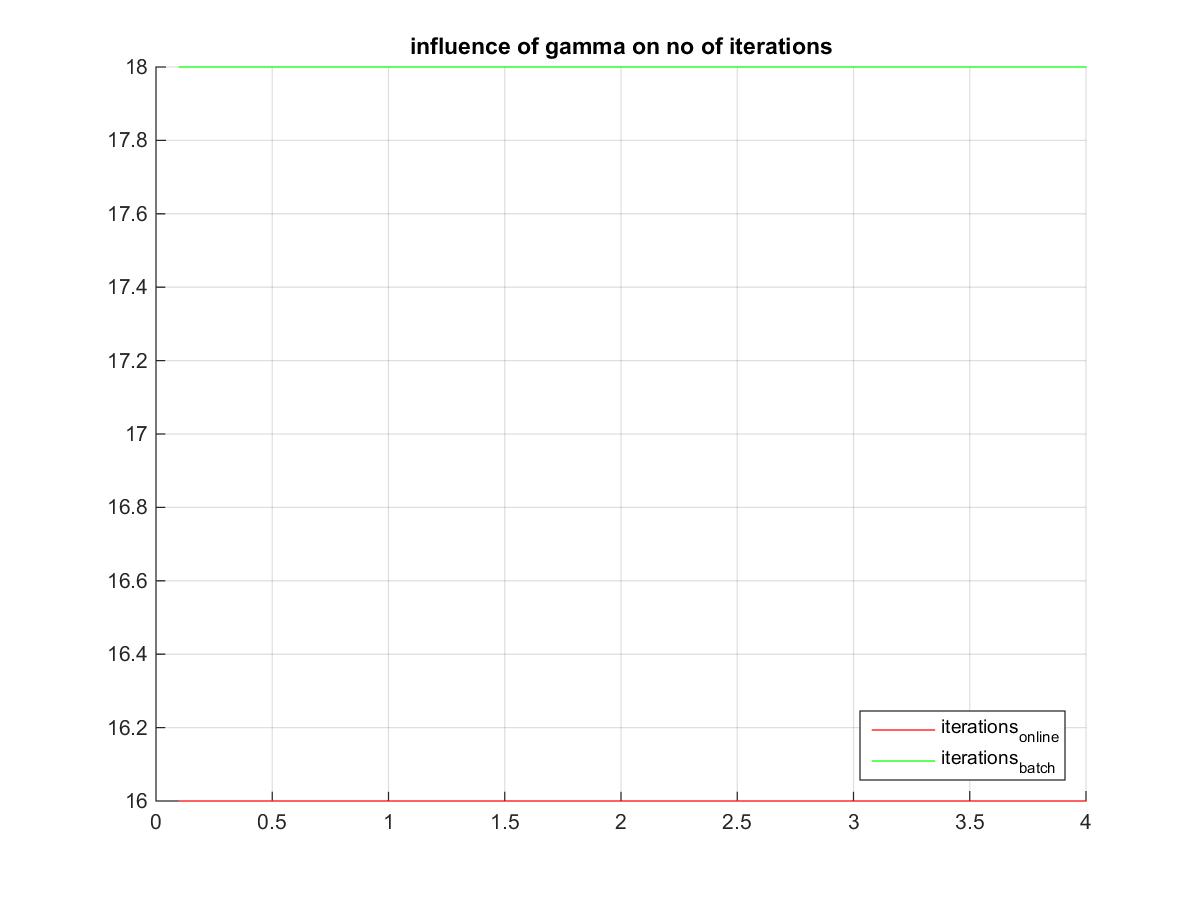 influence of gamma on no of iterations
18
17.8
17.6
17.4
17.2
17
16.8
16.6
16.4
16.2
16
0 0.5 1 1.5 2 2.5 3 3.5 4
iterations_online
iterations_batch